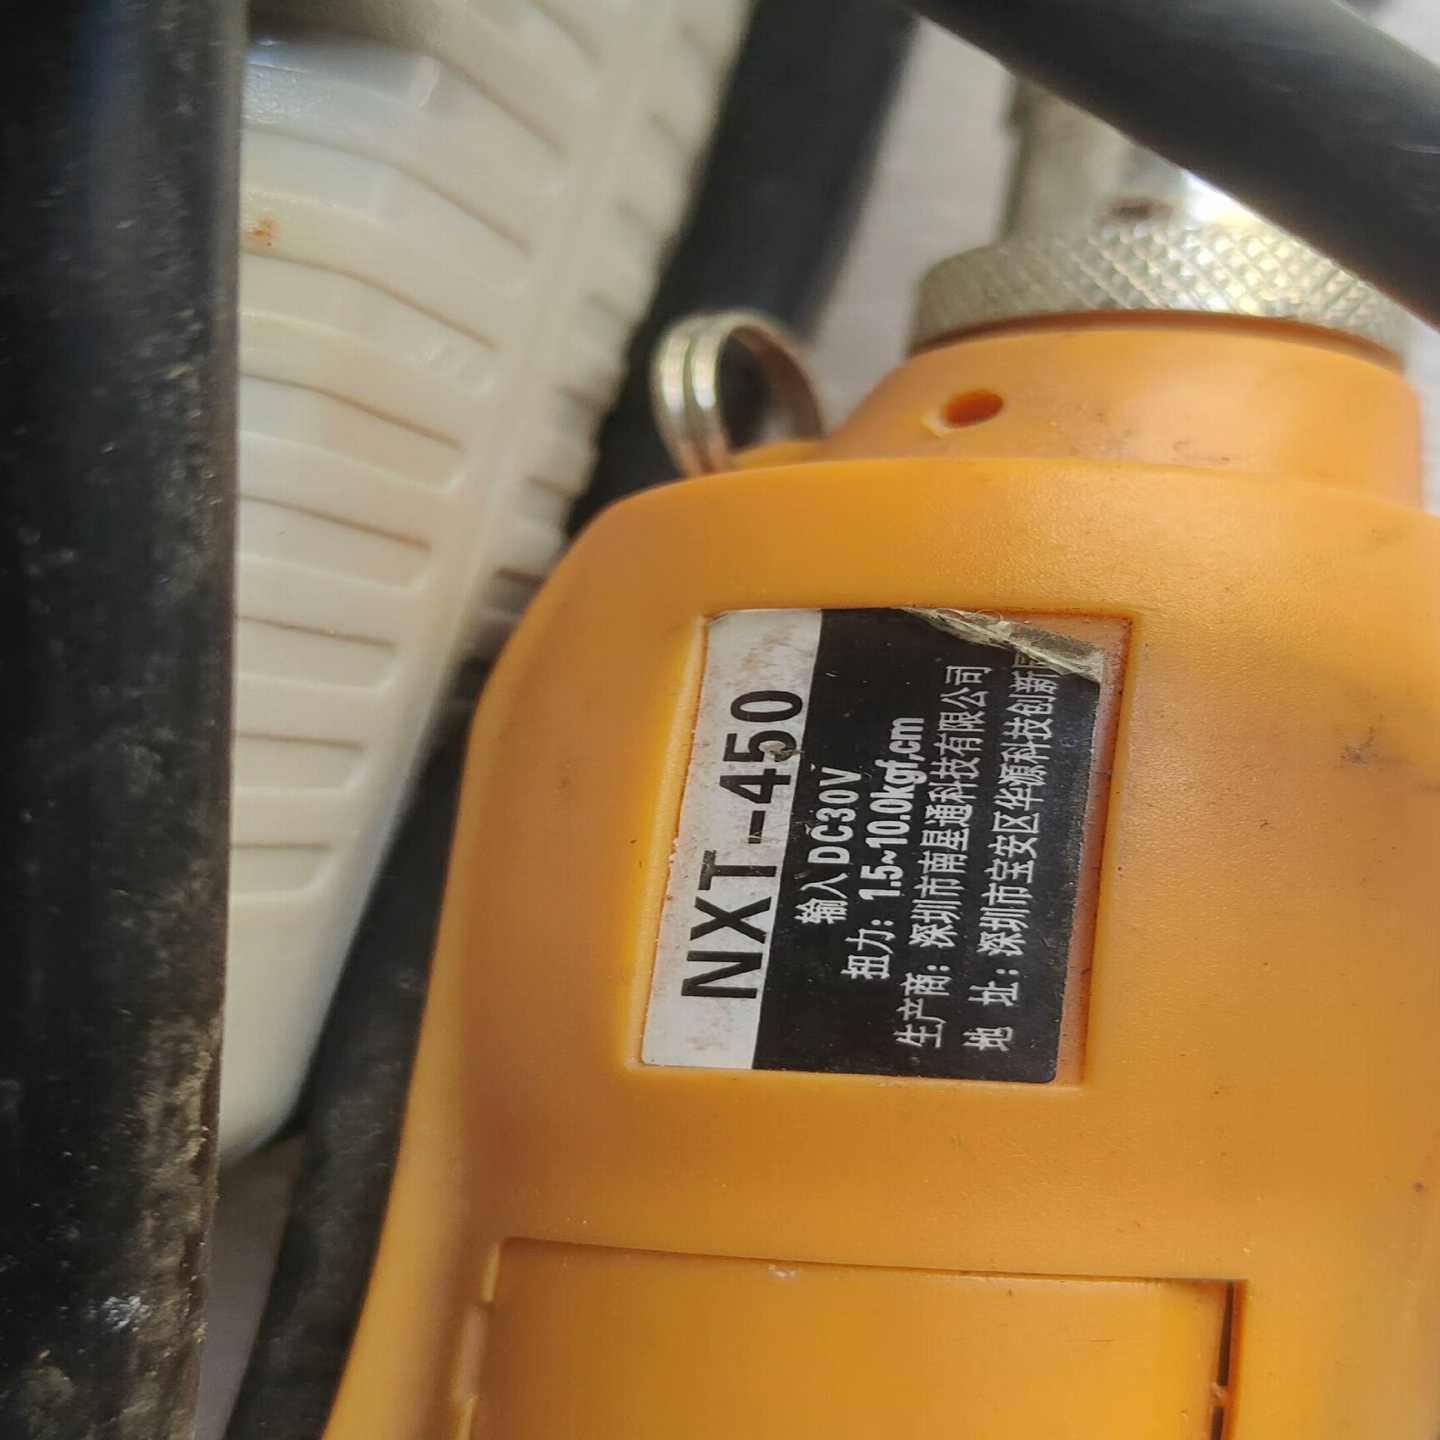 NXT-450
输入DC30V
扭力：1.5~10.0kgf,cm
生产商：深圳市南星通科技有限公司
地 址：深圳市宝安区华源科技创新